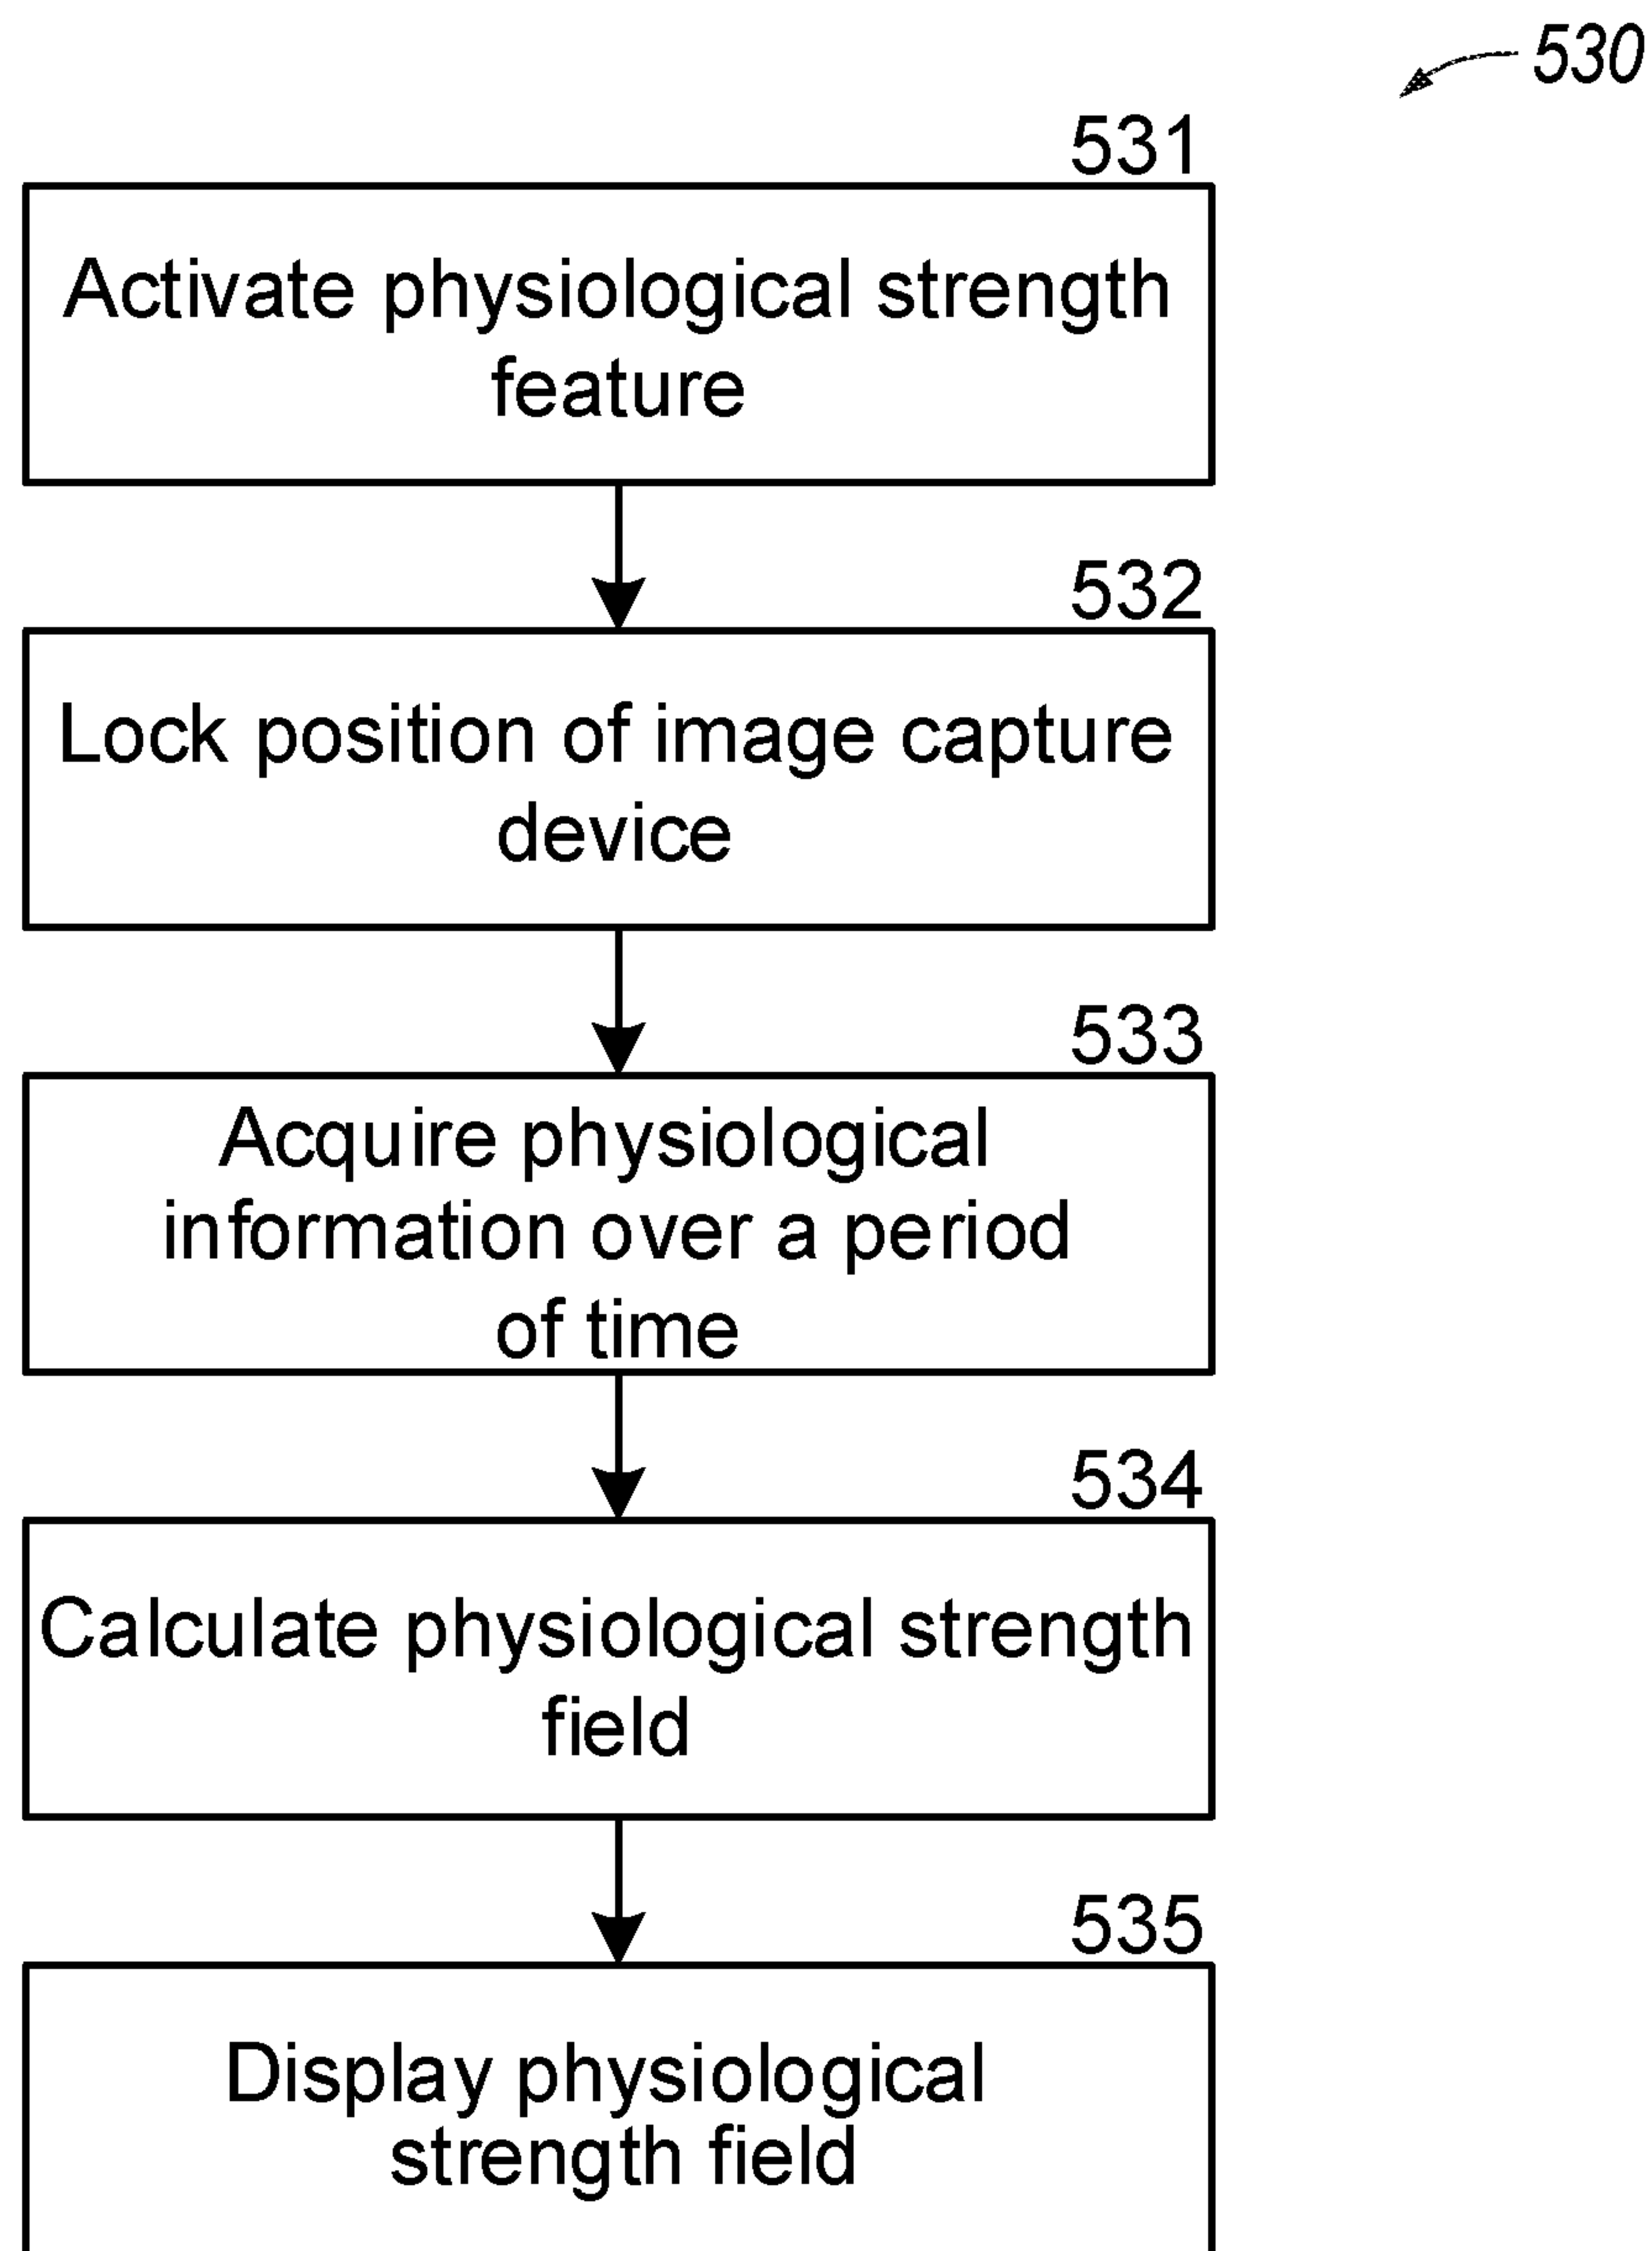 530
531
Activate physiological strength
feature
532
Lock position of image capture
device
533
Acquire physiological
information over a period
of time
534
Calculate physiological strength
field
535
Display physiological
strength field